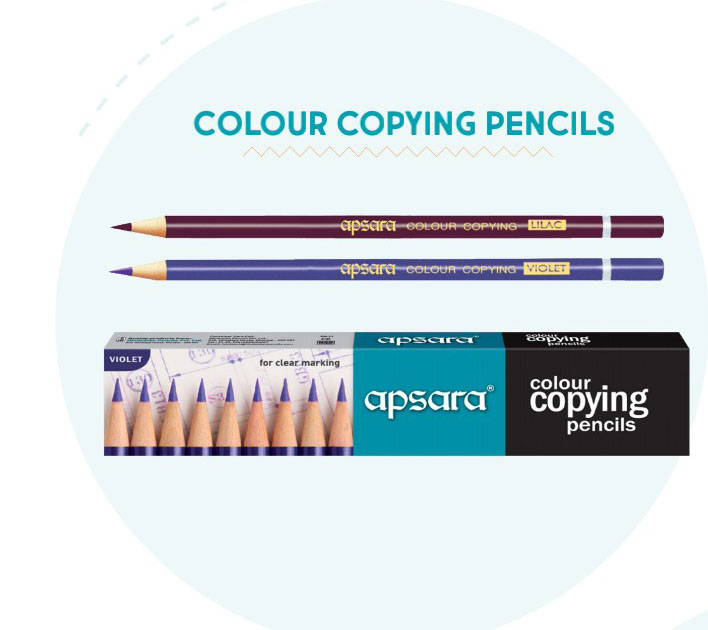 COLOUR COPYING PENCILS
apsara COLOUR COPYING LILAC
apsara COLOUR COPYING VIOLET
apsara®
colour
copying
pencils
VIOLET
for clear marking
apsara®
colour
copying
pencils